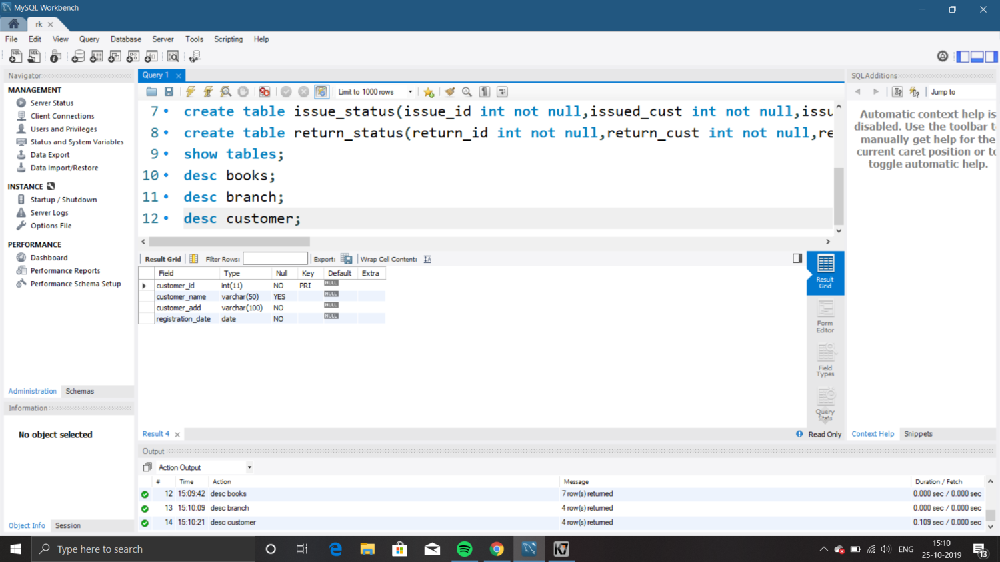 MySQL Workbench
rk
File Edit View Query Database Server Tools Scripting Help
Navigator
MANAGEMENT
Server Status
Client Connections
Users and Privileges
Status and System Variables
Data Export
Data Import/Restore
INSTANCE
Startup / Shutdown
Server Logs
Options File
PERFORMANCE
Dashboard
Performance Reports
Performance Schema Setup
Administration Schemas
Information
No object selected
Object Info Session
Query 1
Limit to 1000 rows
7 create table issue_status(issue_id int not null,issued_cust int not null,issu
8 create table return_status(return_id int not null,return_cust int not null,re
9 show tables;
10 desc books;
11 desc branch;
12 desc customer;
Result Grid Filter Rows: Export: Wrap Cell Content:
Field Type Null Key Default Extra
customer_id int(11) NO PRI NULL
customer_name varchar(50) YES NULL
customer_add varchar(100) NO NULL
registration_date date NO NULL
Result Grid
Form Editor
Field Types
Query Stats
Result 4
Read Only
Output
Action Output
# Time Action Message Duration / Fetch
12 15:09:42 desc books 7 row(s) returned 0.000 sec / 0.000 sec
13 15:10:09 desc branch 4 row(s) returned 0.000 sec / 0.000 sec
14 15:10:21 desc customer 4 row(s) returned 0.109 sec / 0.000 sec
SQLAdditions
Jump to
Automatic context help is
disabled. Use the toolbar t
manually get help for the
current caret position or to
toggle automatic help.
Context Help Snippets
Type here to search
K7
ENG
15:10
25-10-2019
13